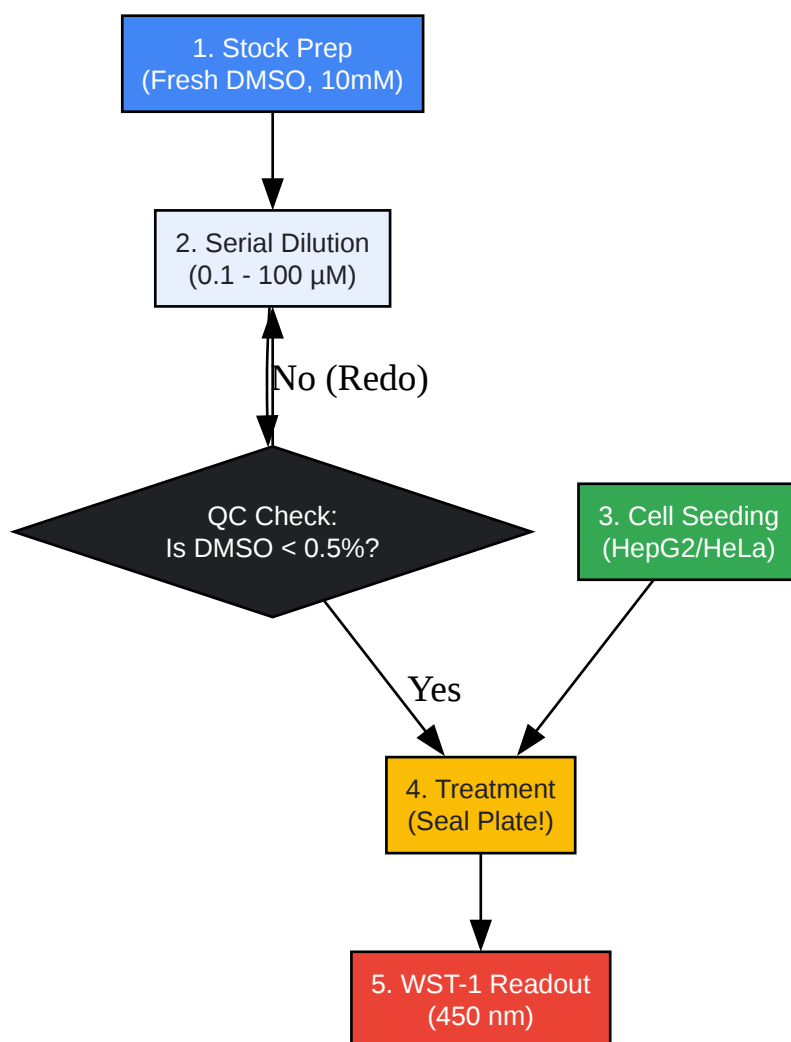 1. Stock Prep
(Fresh DMSO, 10mM)
2. Serial Dilution
(0.1 - 100 µM)
No (Redo)
QC Check:
Is DMSO < 0.5%?
3. Cell Seeding
(HepG2/HeLa)
Yes
4. Treatment
(Seal Plate!)
5. WST-1 Readout
(450 nm)